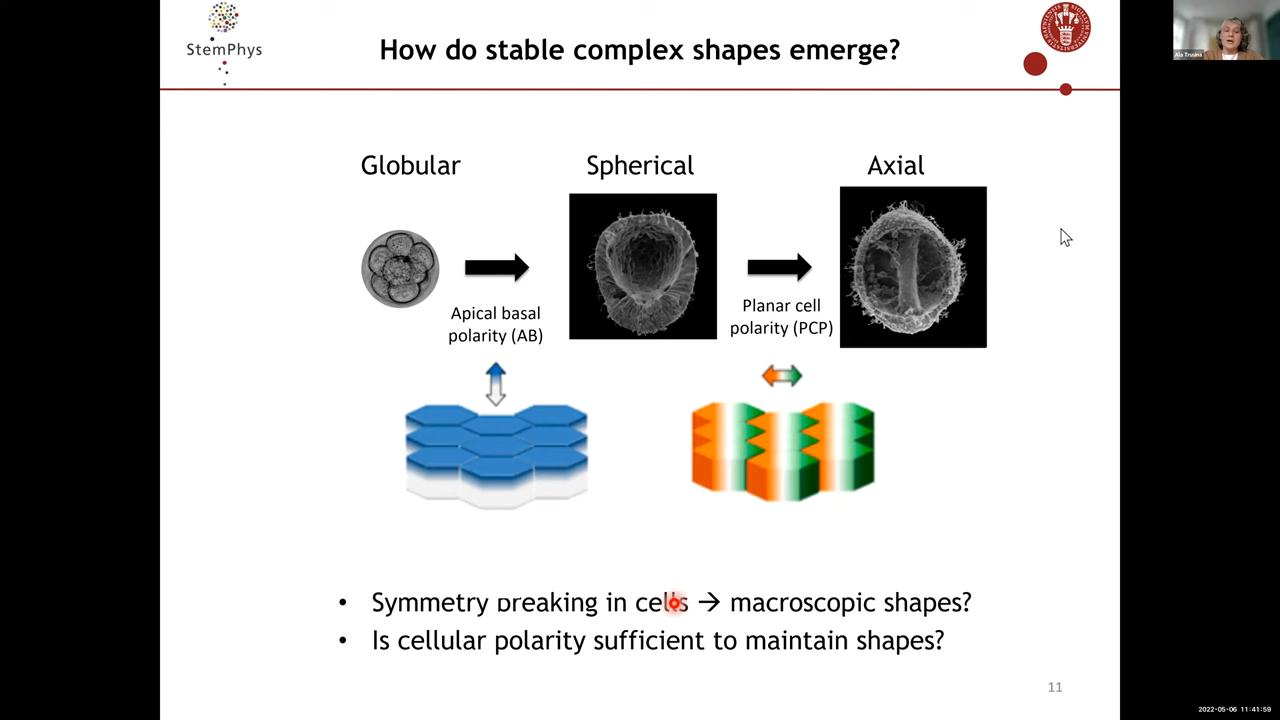 StemPhys
How do stable complex shapes emerge?
Ala Trusina
Globular
Spherical
Axial
Apical basal
polarity (AB)
Planar cell
polarity (PCP)
• Symmetry breaking in cells → macroscopic shapes?
• Is cellular polarity sufficient to maintain shapes?
11
2022-05-06 11:41:59